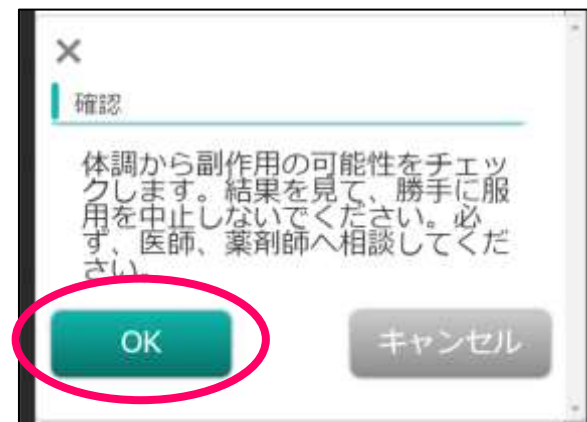 ×
確認
体調から副作用の可能性をチェッ
クします。結果を見て、勝手に服
用を中止しないでください。必
ず、医師、薬剤師へ相談してくだ
さい。
OK
キャンセル